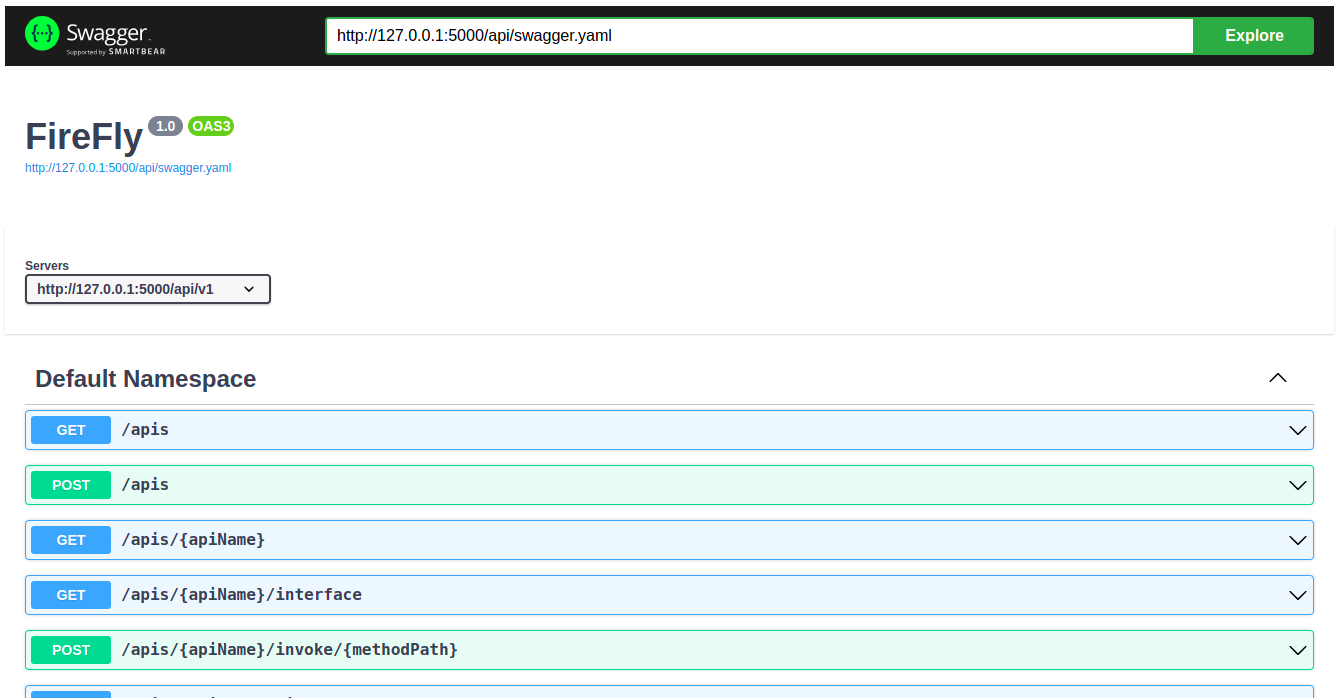 {··} Swagger.
Supported by SMARTBEAR
http://127.0.0.1:5000/api/swagger.yaml
Explore
FireFly 1.0 OAS3
http://127.0.0.1:5000/api/swagger.yaml
Servers
http://127.0.0.1:5000/api/v1
Default Namespace
GET /apis
POST /apis
GET /apis/{apiName}
GET /apis/{apiName}/interface
POST /apis/{apiName}/invoke/{methodPath}